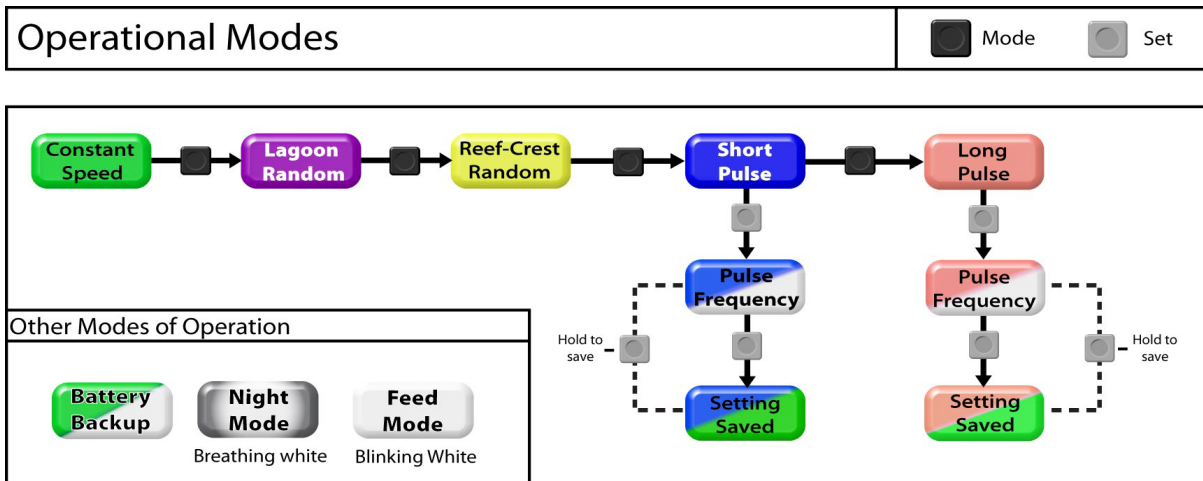 Operational Modes
Mode
Set
Constant
Speed
Lagoon
Random
Reef-Crest
Random
Short
Pulse
Long
Pulse
Pulse
Frequency
Pulse
Frequency
Hold to
save
Hold to
save
Setting
Saved
Setting
Saved
Other Modes of Operation
Battery
Backup
Night
Mode
Feed
Mode
Breathing white
Blinking White